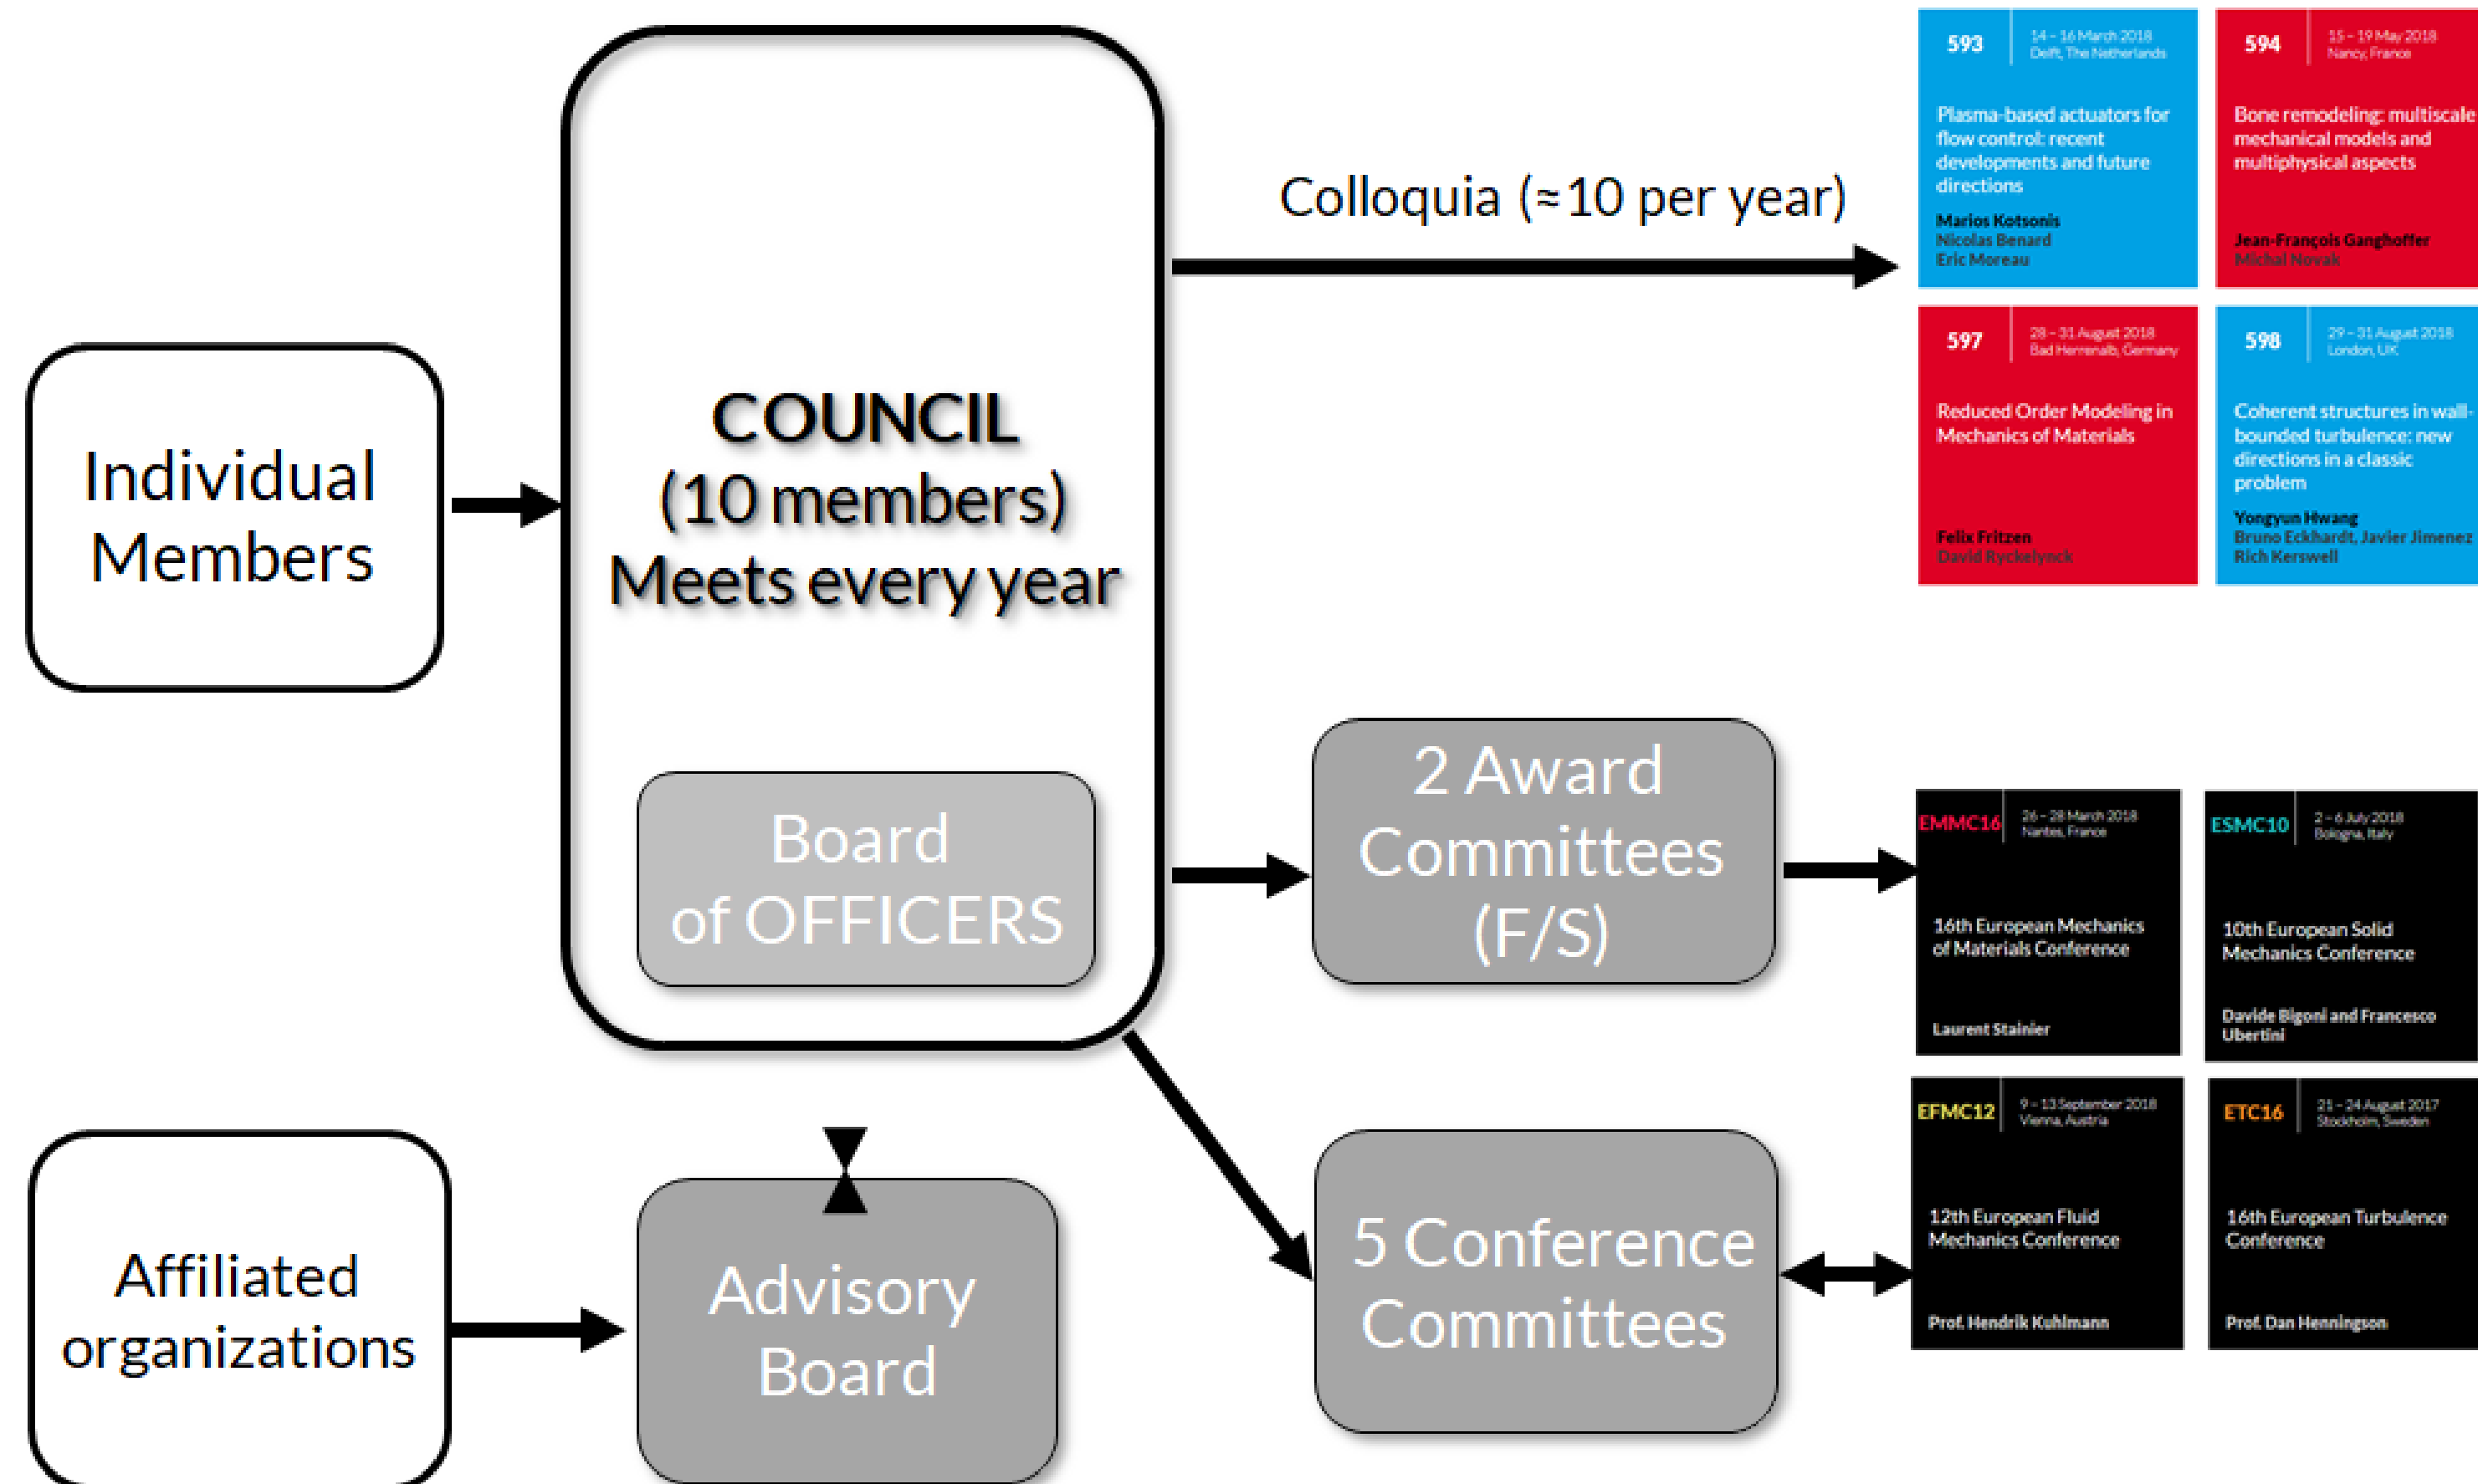 Individual
Members
COUNCIL
(10 members)
Meets every year
Board
of OFFICERS
Affiliated
organizations
Advisory
Board
Colloquia (≈10 per year)
2 Award
Committees
(F/S)
5 Conference
Committees
593
14 – 16 March 2018
Delft, The Netherlands
Plasma-based actuators for
flow control: recent
developments and future
directions
Marios Kotsonis
Nicolas Benard
Eric Moreau
594
15 – 19 May 2018
Nancy, France
Bone remodeling: multiscale
mechanical models and
multiphysical aspects
Jean-François Ganghoffer
Michal Novak
597
28 – 31 August 2018
Bad Herrenalb, Germany
Reduced Order Modeling in
Mechanics of Materials
Felix Fritzen
David Ryckelynck
598
29 – 31 August 2018
London, UK
Coherent structures in wall-
bounded turbulence: new
directions in a classic
problem
Yongyun Hwang
Bruno Eckhardt, Javier Jimenez
Rich Kerswell
EMMC16
26 – 28 March 2018
Nantes, France
16th European Mechanics
of Materials Conference
Laurent Stainier
ESMC10
2 – 6 July 2018
Bologna, Italy
10th European Solid
Mechanics Conference
Davide Bigoni and Francesco
Ubertini
EFMC12
9 – 13 September 2018
Vienna, Austria
12th European Fluid
Mechanics Conference
Prof. Hendrik Kuhlmann
ETC16
21 – 24 August 2017
Stockholm, Sweden
16th European Turbulence
Conference
Prof. Dan Henningson